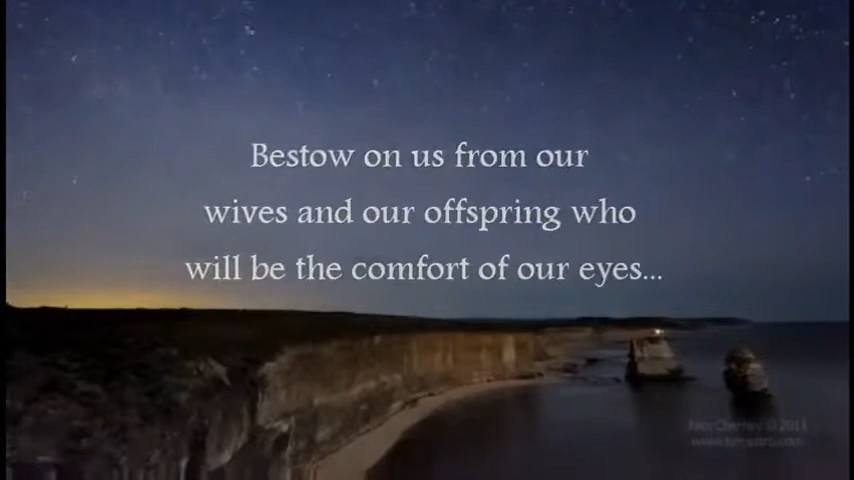 Bestow on us from our
wives and our offspring who
will be the comfort of our eyes...